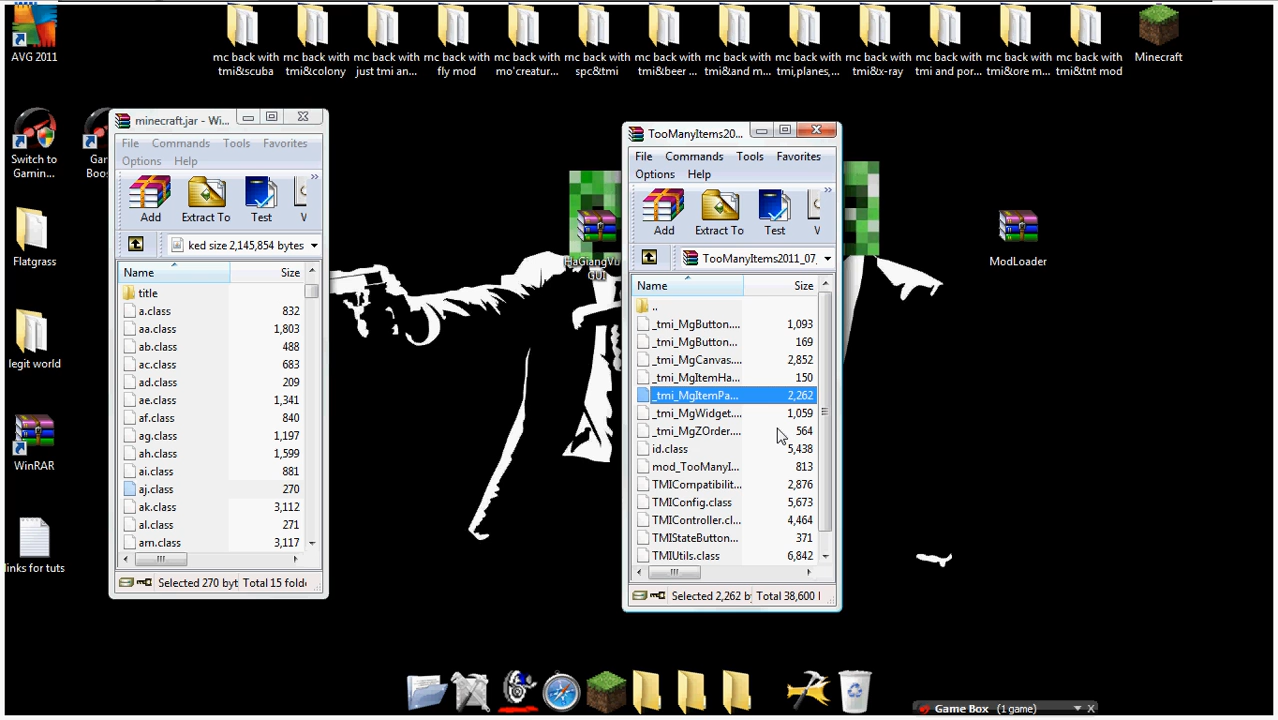 AVG 2011
mc back with
tmi&scuba
mc back with
tmi&colony
mc back with
just tmi an...
mc back with
fly mod
mc back with
mo'creatur...
mc back with
spc&tmi
mc back with
tmi&beer ...
mc back with
tmi&and m...
mc back with
tmi,planes,...
mc back with
tmi&x-ray
mc back with
tmi and por...
mc back with
tmi&ore m...
mc back with
tmi&tnt mod
Minecraft
Switch to
Gamin...
Gar
Boos
Flatgrass
legit world
WinRAR
links for tuts
minecraft.jar - Wi...
File Commands Tools Favorites
Options Help
Add Extract To Test V
ked size 2,145,854 bytes
Name Size
title
a.class 832
aa.class 1,803
ab.class 488
ac.class 683
ad.class 209
ae.class 1,341
af.class 840
ag.class 1,197
ah.class 1,599
ai.class 881
aj.class 270
ak.class 3,112
al.class 271
am.class 3,117
Selected 270 byt Total 15 folde
GUI
TooManyItems20...
File Commands Tools Favorites
Options Help
Add Extract To Test V
TooManyItems2011_07_
Name Size
..
_tmi_MgButton.... 1,093
_tmi_MgButton... 169
_tmi_MgCanvas.... 2,852
_tmi_MgItemHa... 150
_tmi_MgItemPa... 2,262
_tmi_MgWidget.... 1,059
_tmi_MgZOrder.... 564
id.class 5,438
mod_TooManyI... 813
TMICompatibilit... 2,876
TMIConfig.class 5,673
TMIController.cl... 4,464
TMIStateButton... 371
TMIUtils.class 6,842
Selected 2,262 b Total 38,600 l
ModLoader
Game Box (1 game)